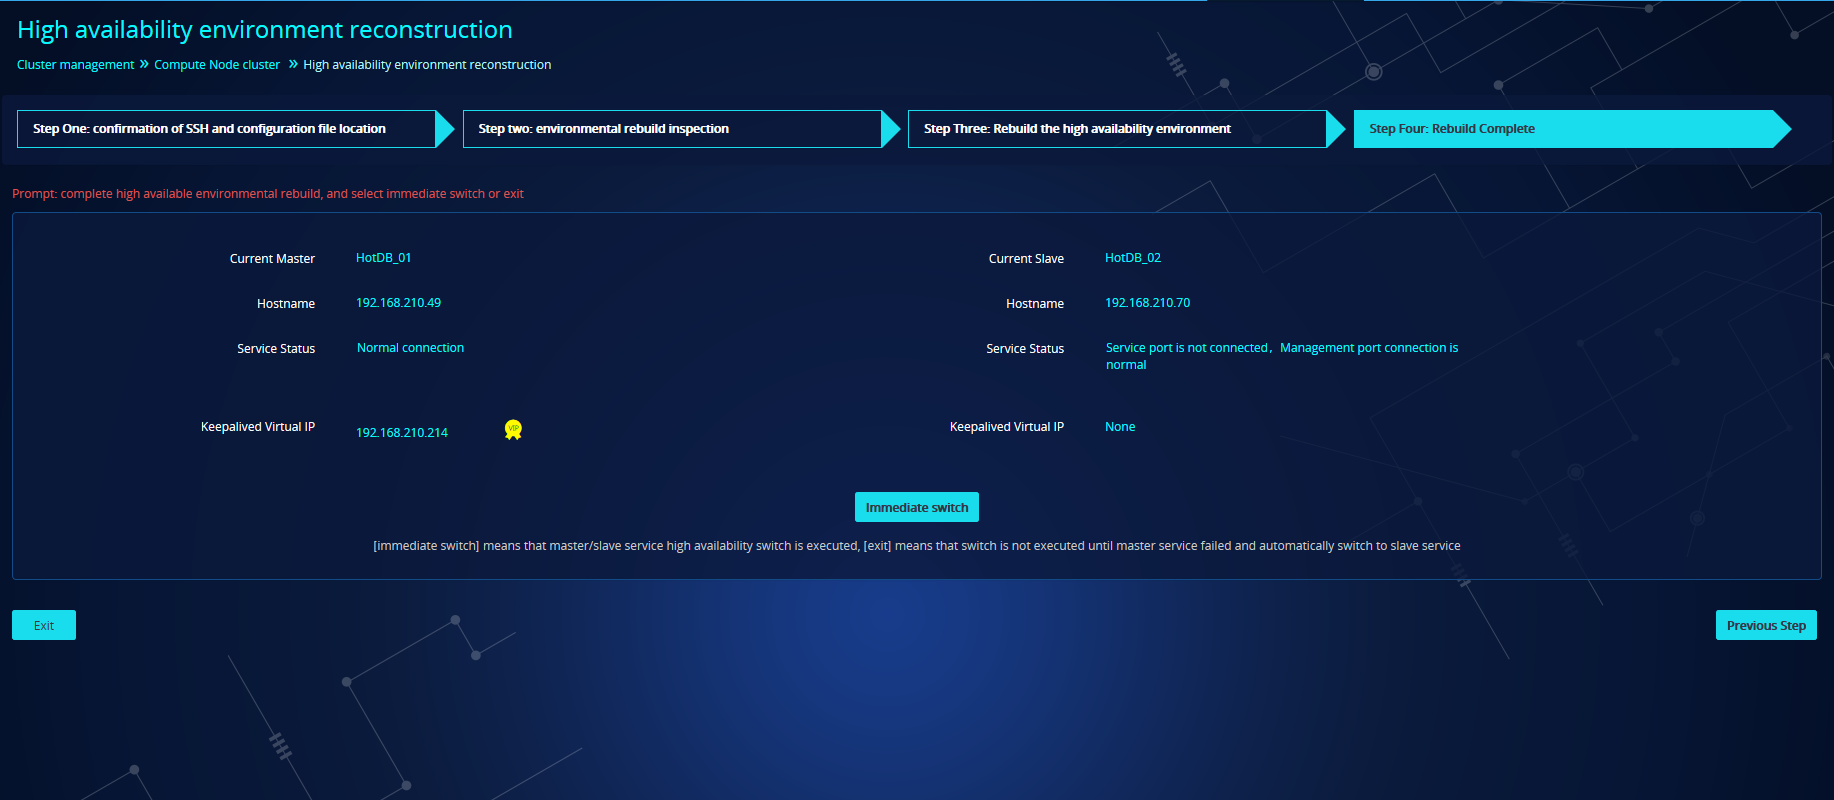 High availability environment reconstruction
Cluster management » Compute Node cluster » High availability environment reconstruction
Step One: confirmation of SSH and configuration file location
Step two: environmental rebuild inspection
Step Three: Rebuild the high availability environment
Step Four: Rebuild Complete
Prompt: complete high available environmental rebuild, and select immediate switch or exit
Current Master HotDB_01
Hostname 192.168.210.49
Service Status Normal connection
Keepalived Virtual IP 192.168.210.214 VIP
Current Slave HotDB_02
Hostname 192.168.210.70
Service Status Service port is not connected，Management port connection is
normal
Keepalived Virtual IP None
Immediate switch
[immediate switch] means that master/slave service high availability switch is executed, [exit] means that switch is not executed until master service failed and automatically switch to slave service
Exit
Previous Step